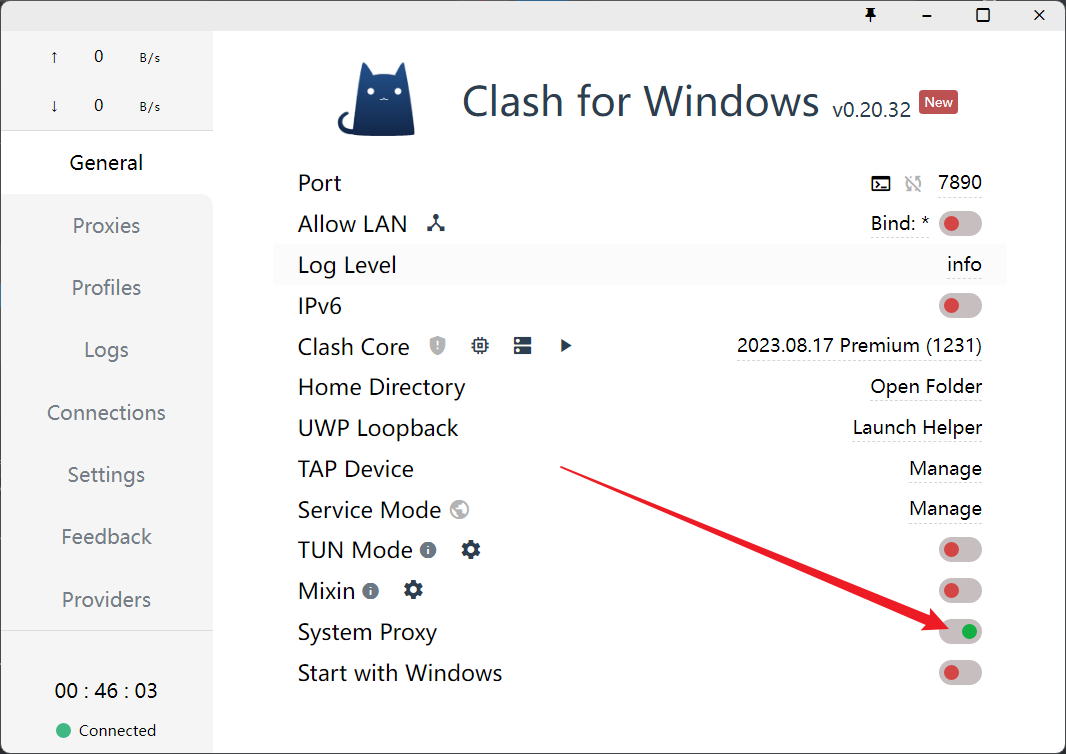 ↑ 0 B/s
↓ 0 B/s
General
Proxies
Profiles
Logs
Connections
Settings
Feedback
Providers
00 : 46 : 03
Connected
Clash for Windows v0.20.32 New
Port 7890
Allow LAN Bind: *
Log Level info
IPv6
Clash Core 2023.08.17 Premium (1231)
Home Directory Open Folder
UWP Loopback Launch Helper
TAP Device Manage
Service Mode Manage
TUN Mode
Mixin
System Proxy
Start with Windows